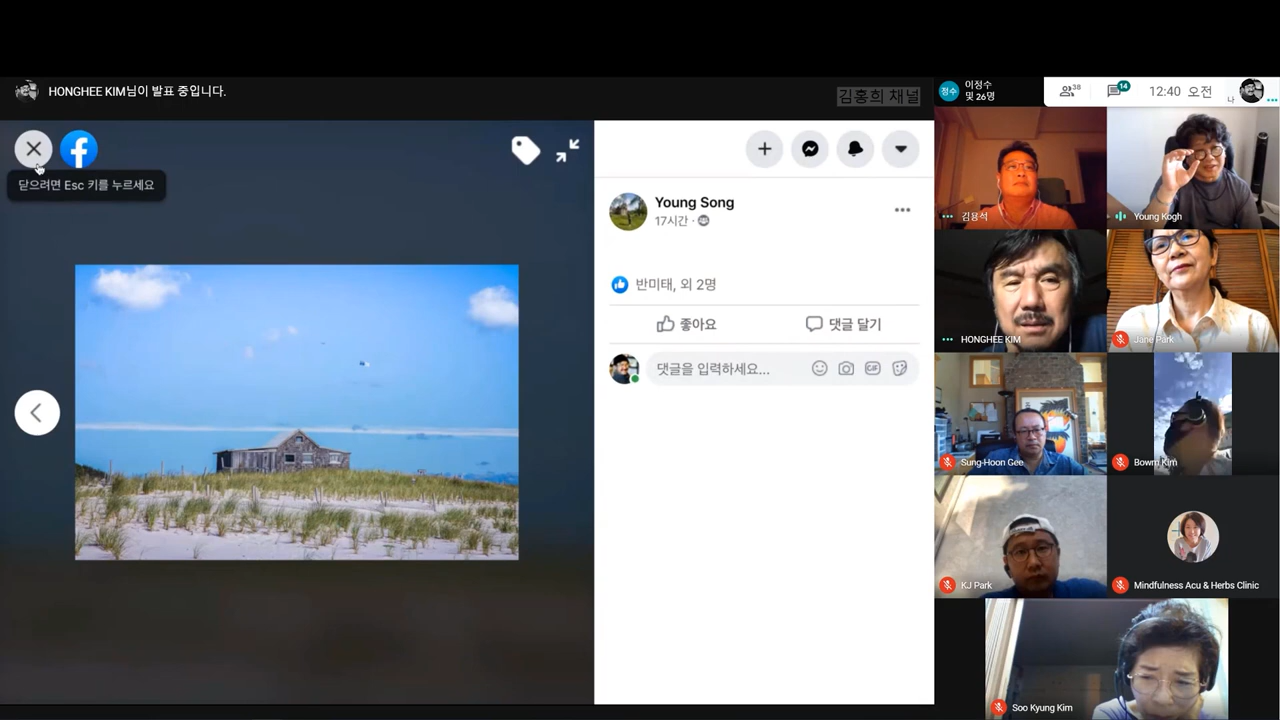 HONGHEE KIM님이 발표 중입니다.
김홍희 채널
정수
이정수
및 26명
38
14
12:40 오전
나
닫으려면 Esc 키를 누르세요
Young Song
17시간 ·
반미태, 외 2명
좋아요
댓글 달기
댓글을 입력하세요...
GIF
김용석
Young Kogh
HONGHEE KIM
Jane Park
Sung-Hoon Gee
Bowm Kim
KJ Park
Mindfulness Acu & Herbs Clinic
Soo Kyung Kim